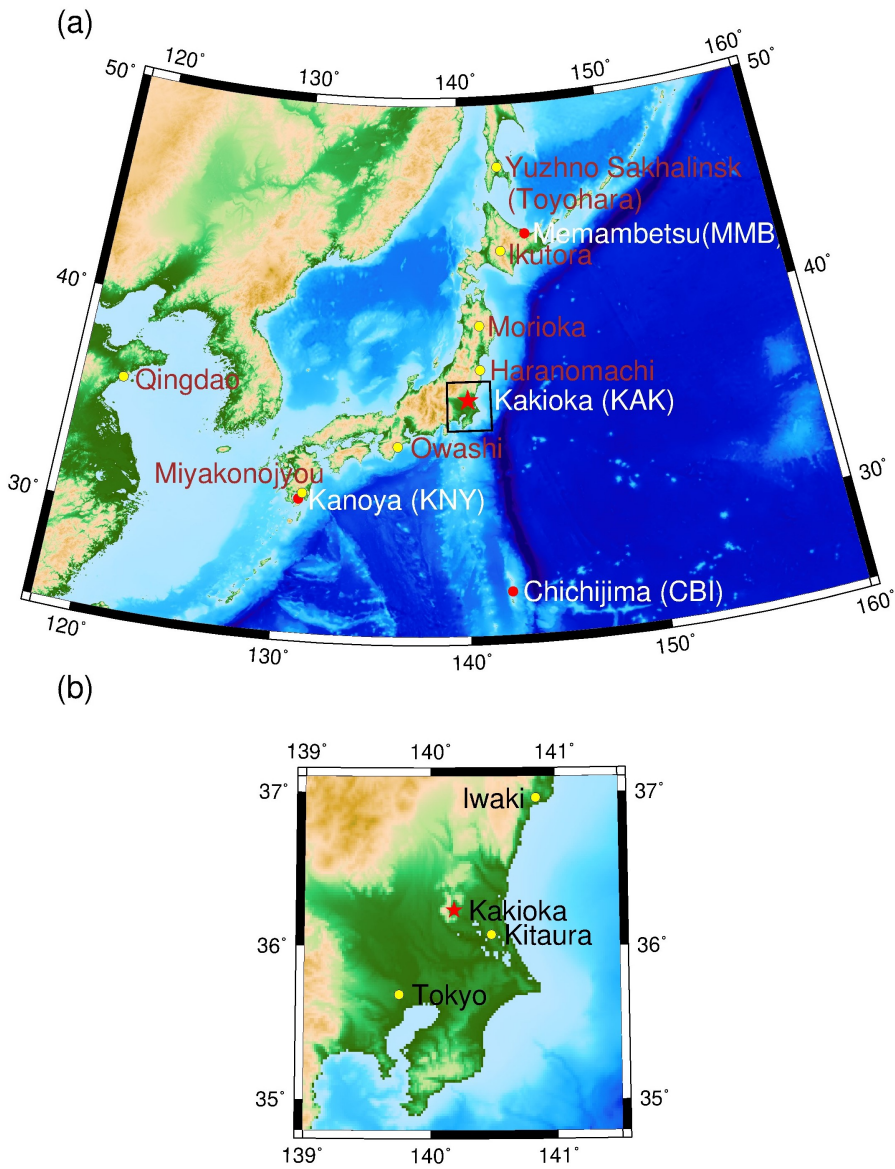 (a)
120° 130° 140° 150° 160°
50° 50°
Yuzhno Sakhalinsk
(Toyohara)
Memambetsu(MMB)
Ikutora
40° 40°
Morioka
Haranomachi
Qingdao
Kakioka (KAK)
Owashi
Miyakonojyou
30° 30°
Kanoya (KNY)
Chichijima (CBI)
120° 130° 140° 150° 160°
(b)
139° 140° 141°
37° 37°
Iwaki
Kakioka
Kitaura
36° 36°
Tokyo
35° 35°
139° 140° 141°